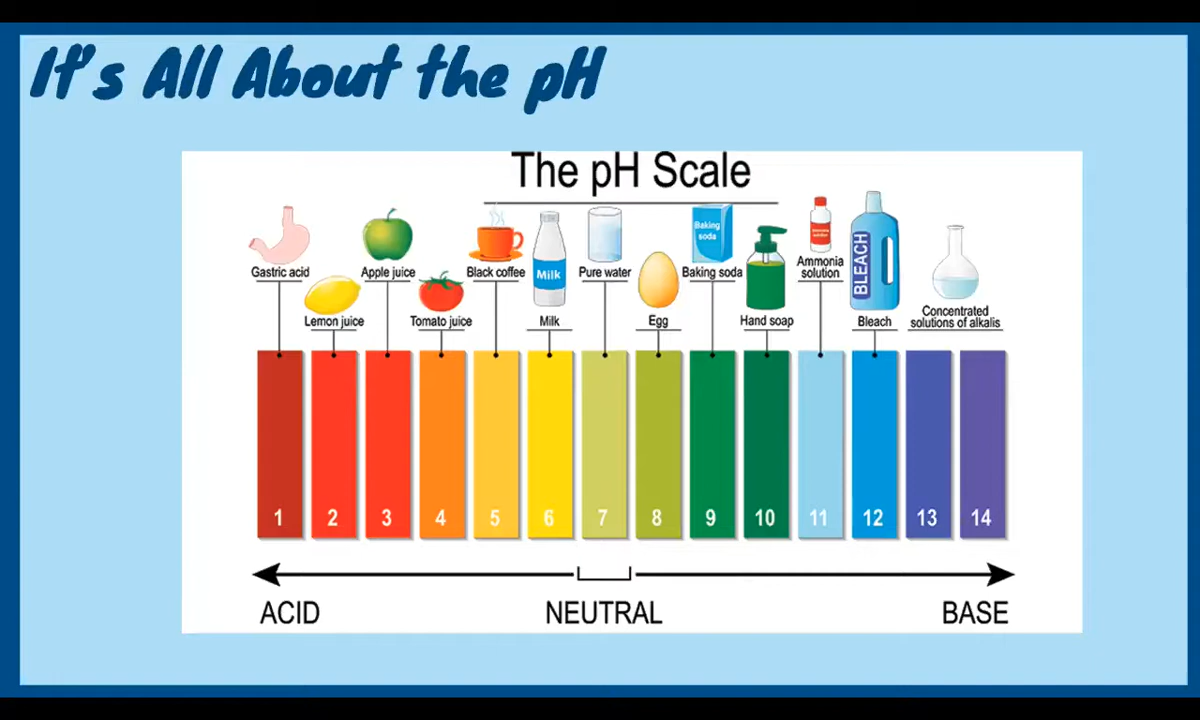 It's All About the pH
The pH Scale
Baking
soda
Milk
BLEACH
Gastric acid
Apple juice
Black coffee
Pure water
Baking soda
Ammonia
solution
Lemon juice
Tomato juice
Milk
Egg
Hand soap
Bleach
Concentrated
solutions of alkalis
1 2 3 4 5 6 7 8 9 10 11 12 13 14
ACID NEUTRAL BASE